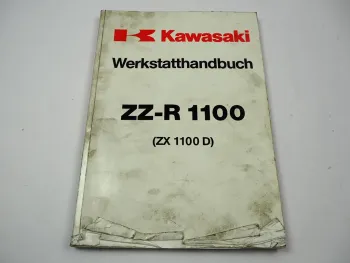 Kawasaki
Werkstatthandbuch
ZZ-R 1100
(ZX 1100 D)